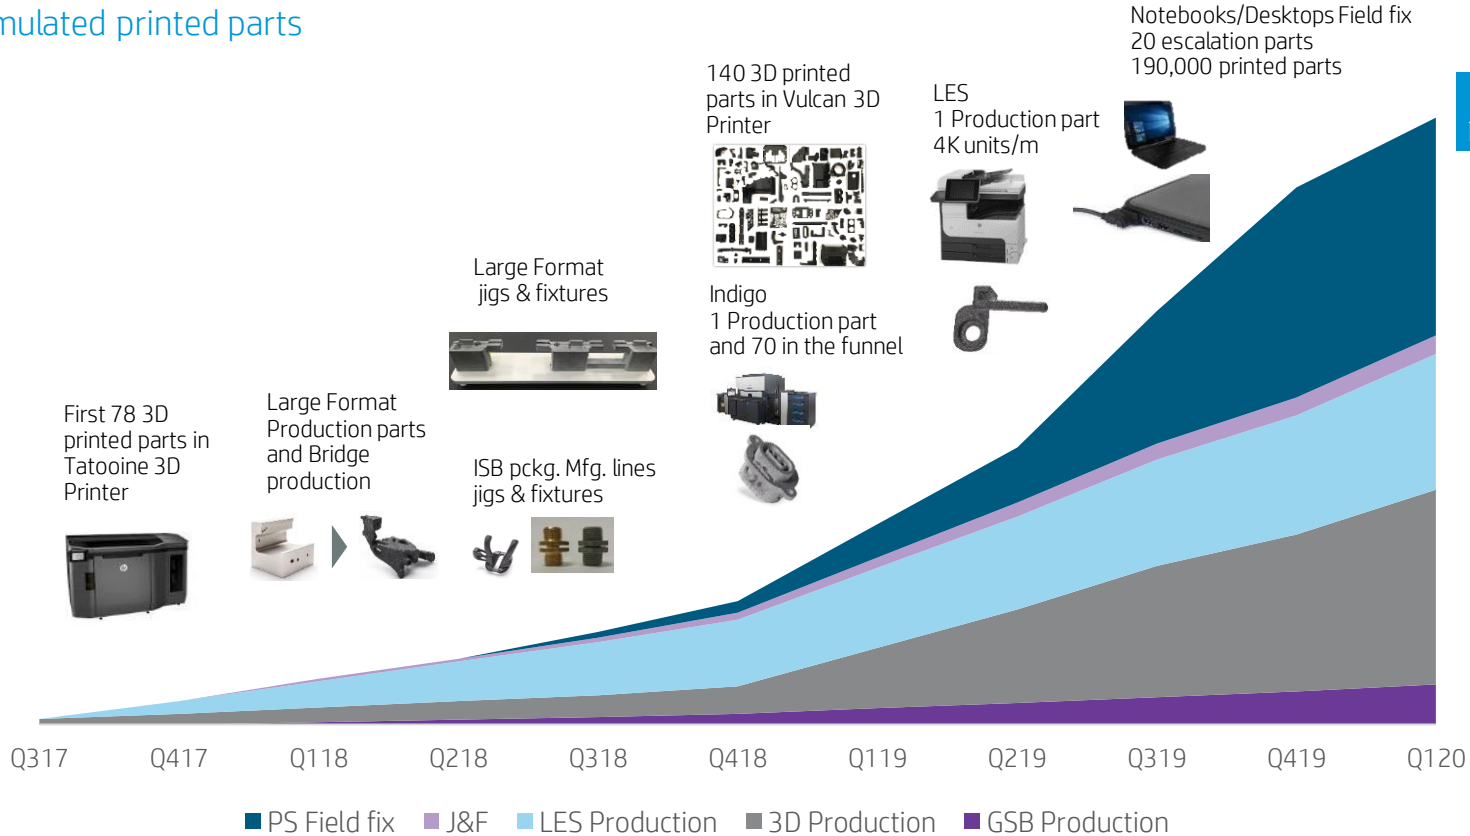 mulated printed parts
Notebooks/Desktops Field fix
20 escalation parts
190,000 printed parts
140 3D printed
parts in Vulcan 3D
Printer
LES
1 Production part
4K units/m
Large Format
jigs & fixtures
Indigo
1 Production part
and 70 in the funnel
First 78 3D
printed parts in
Tatooine 3D
Printer
Large Format
Production parts
and Bridge
production
ISB pckg. Mfg. lines
jigs & fixtures
Q317 Q417 Q118 Q218 Q318 Q418 Q119 Q219 Q319 Q419 Q120
PS Field fix J&F LES Production 3D Production GSB Production